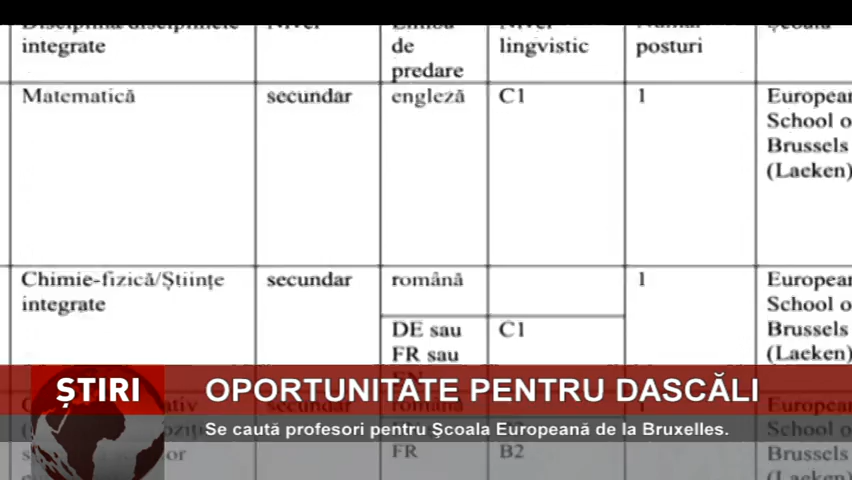 integrate
de
lingvistic
posturi
predare
Matematică
secundar
engleză
C1
1
European
School o
Brussels
(Laeken)
Chimie-fizică/Științe
integrate
secundar
română
1
European
School o
Brussels
(Laeken)
DE sau
FR sau
C1
ȘTIRI
OPORTUNITATE PENTRU DASCĂLI
Se caută profesori pentru Școala Europeană de la Bruxelles.
secundar
română
FR
B2
European
School o
Brussels